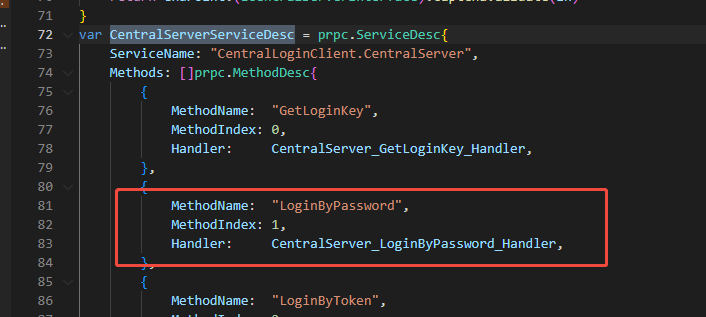 71 }
72 var CentralServerServiceDesc = prpc.ServiceDesc{
73 ServiceName: "CentralLoginClient.CentralServer",
74 Methods: []prpc.MethodDesc{
75 {
76 MethodName: "GetLoginKey",
77 MethodIndex: 0,
78 Handler: CentralServer_GetLoginKey_Handler,
79 },
80 {
81 MethodName: "LoginByPassword",
82 MethodIndex: 1,
83 Handler: CentralServer_LoginByPassword_Handler,
84 },
85 {
86 MethodName: "LoginByToken",